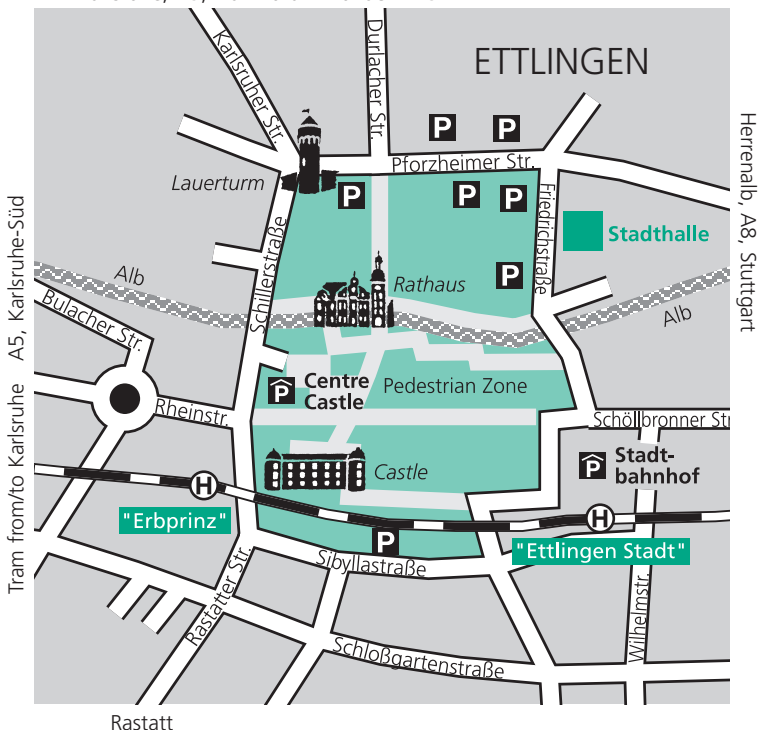 ETTLINGEN
Karlsruher Str.
Durlacher Str.
P
P
Pforzheimer Str.
Lauerturm
P
P
P
Friedrichstraße
Stadthalle
Herrenalb, A8, Stuttgart
Tram from/to Karlsruhe A5, Karlsruhe-Süd
Schillerstraße
Rathaus
P
Alb
Alb
Bulacher Str.
P
Centre
Castle
Pedestrian Zone
Rheinstr.
Schöllbronner Str
Castle
P
Stadt-
bahnhof
H
"Erbprinz"
H
"Ettlingen Stadt"
P
Sibyllastraße
Rastatter Str.
Wilhelmstr.
Schloßgartenstraße
Rastatt